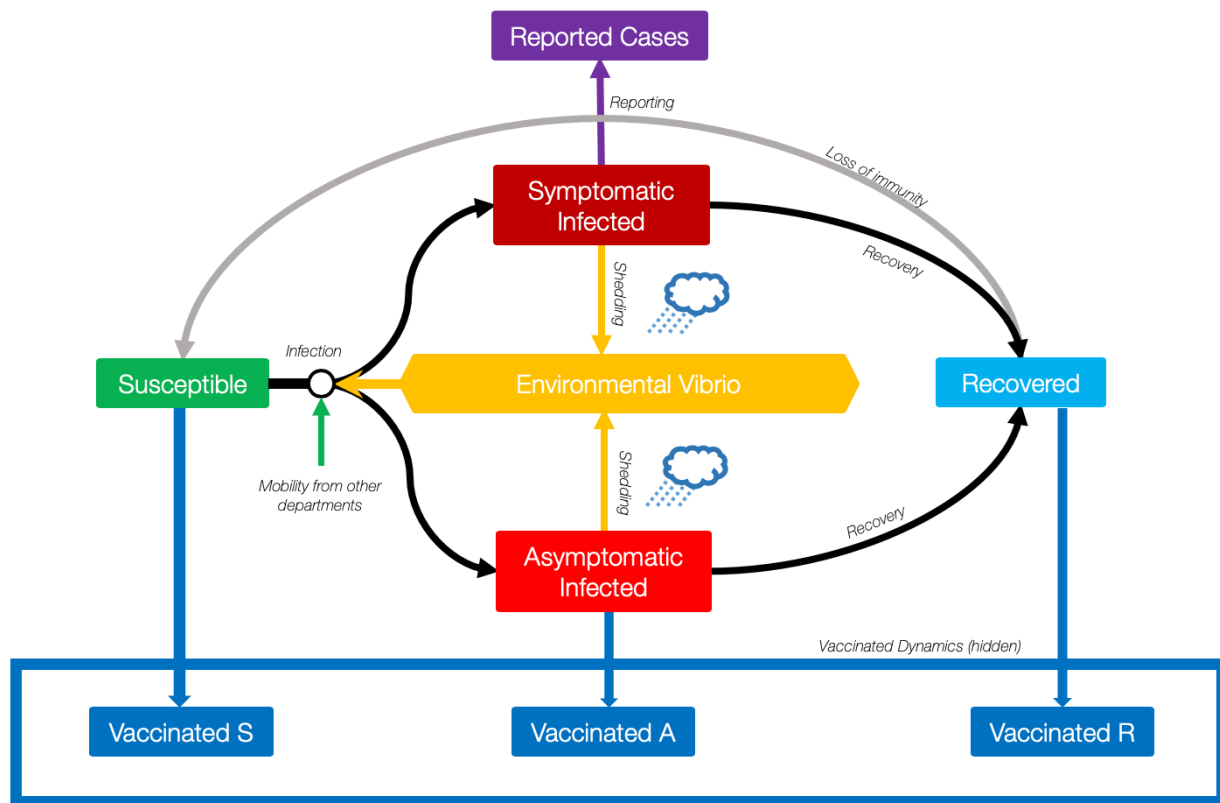 Reported Cases
Reporting
Loss of immunity
Symptomatic
Infected
Recovery
Shedding
Infection
Susceptible
Environmental Vibrio
Recovered
Mobility from other
departments
Shedding
Recovery
Asymptomatic
Infected
Vaccinated Dynamics (hidden)
Vaccinated S
Vaccinated A
Vaccinated R